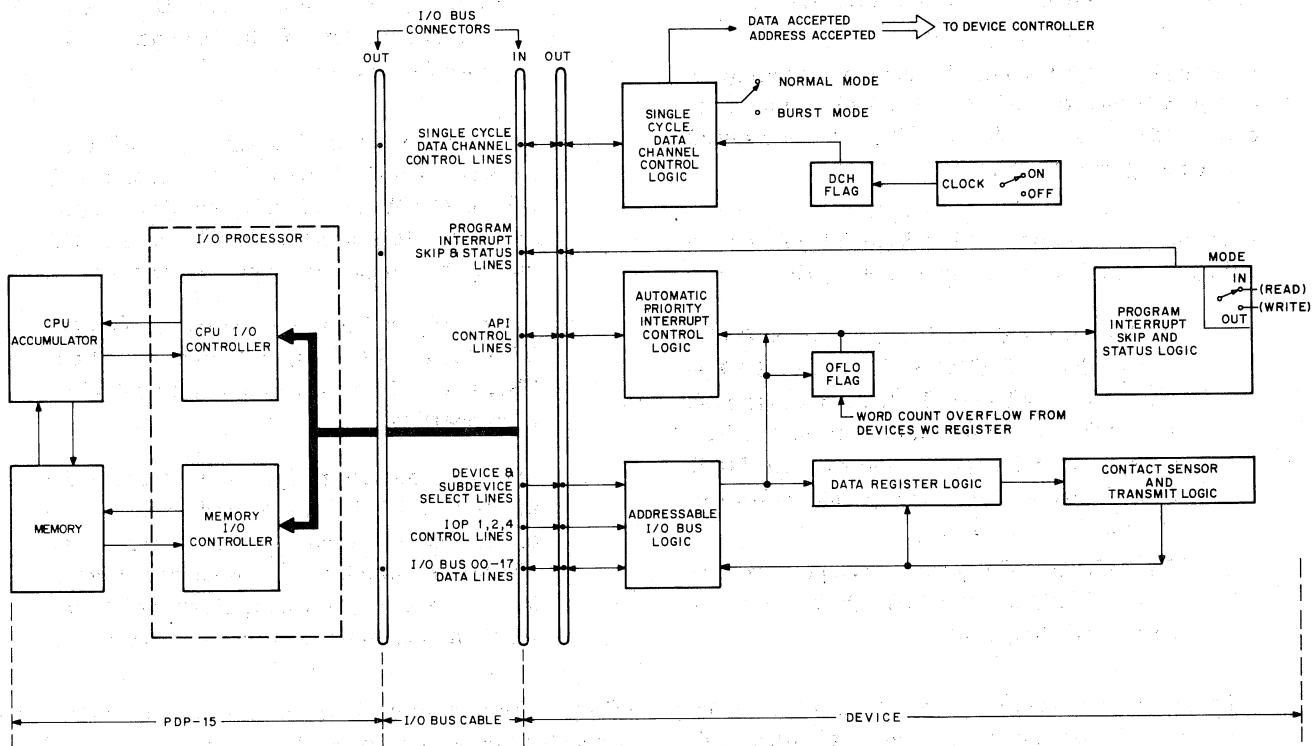 I/O BUS
CONNECTORS
OUT
IN
OUT
DATA ACCEPTED
ADDRESS ACCEPTED
TO DEVICE CONTROLLER
SINGLE CYCLE
DATA CHANNEL
CONTROL LINES
SINGLE
CYCLE
DATA
CHANNEL
CONTROL
LOGIC
NORMAL MODE
BURST MODE
DCH
FLAG
CLOCK
ON
OFF
I/O PROCESSOR
PROGRAM
INTERRUPT
SKIP & STATUS
LINES
MODE
IN
(READ)
(WRITE)
OUT
PROGRAM
INTERRUPT
SKIP AND
STATUS LOGIC
CPU
ACCUMULATOR
CPU I/O
CONTROLLER
API
CONTROL
LINES
AUTOMATIC
PRIORITY
INTERRUPT
CONTROL
LOGIC
OFLO
FLAG
WORD COUNT OVERFLOW FROM
DEVICES WC REGISTER
MEMORY
MEMORY
I/O
CONTROLLER
DEVICE &
SUBDEVICE
SELECT LINES
IOP 1,2,4
CONTROL LINES
I/O BUS 00-17
DATA LINES
ADDRESSABLE
I/O BUS
LOGIC
DATA REGISTER LOGIC
CONTACT SENSOR
AND
TRANSMIT LOGIC
PDP-15
I/O BUS CABLE
DEVICE